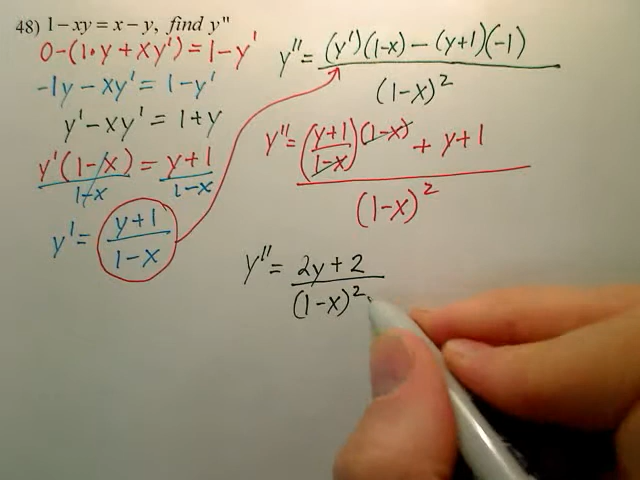 48) 1 − xy = x − y, find y"
0-(1·y + xy') = 1-y'
-1y - xy' = 1-y'
y' - xy' = 1+y
y'(1-x)/1-x = y+1/1-x
y' = y+1/1-x
y" = (y')(1-x) - (y+1)(-1)/(1-x)²
y" = (y+1/1-x)(1-x) + y+1/(1-x)²
y" = 2y+2/(1-x)²